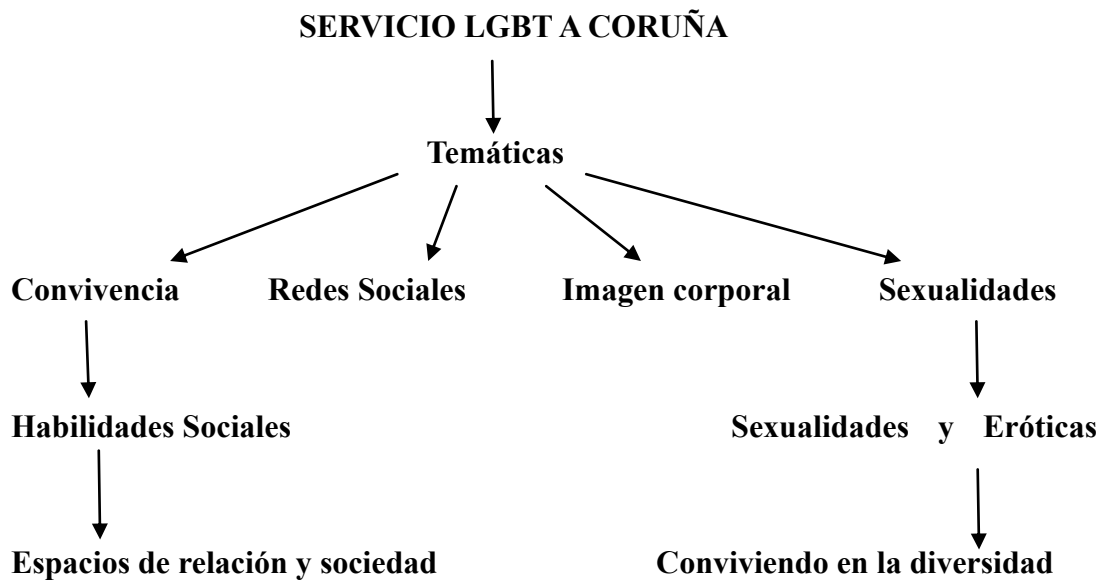 SERVICIO LGBT A CORUÑA
Temáticas
Convivencia Redes Sociales Imagen corporal Sexualidades
Habilidades Sociales Sexualidades y Eróticas
Espacios de relación y sociedad Conviviendo en la diversidad